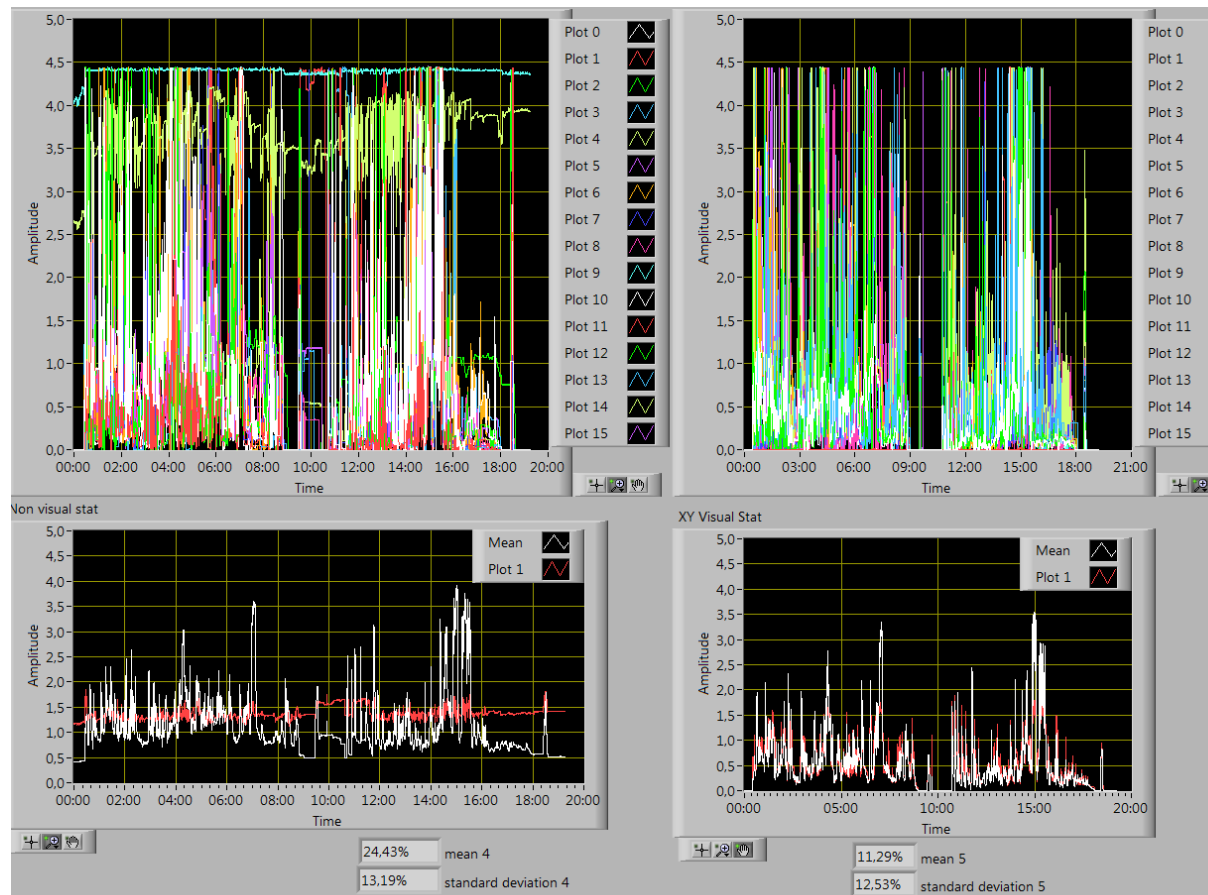 5,0
4,5
4,0
3,5
3,0
2,5
2,0
1,5
1,0
0,5
0,0
Amplitude
00:00 02:00 04:00 06:00 08:00 10:00 12:00 14:00 16:00 18:00 20:00
Time
Plot 0
Plot 1
Plot 2
Plot 3
Plot 4
Plot 5
Plot 6
Plot 7
Plot 8
Plot 9
Plot 10
Plot 11
Plot 12
Plot 13
Plot 14
Plot 15
5,0
4,5
4,0
3,5
3,0
2,5
2,0
1,5
1,0
0,5
0,0
Amplitude
00:00 03:00 06:00 09:00 12:00 15:00 18:00 21:00
Time
Plot 0
Plot 1
Plot 2
Plot 3
Plot 4
Plot 5
Plot 6
Plot 7
Plot 8
Plot 9
Plot 10
Plot 11
Plot 12
Plot 13
Plot 14
Plot 15
Non visual stat
Mean
Plot 1
5,0
4,5
4,0
3,5
3,0
2,5
2,0
1,5
1,0
0,5
0,0
Amplitude
00:00 02:00 04:00 06:00 08:00 10:00 12:00 14:00 16:00 18:00 20:00
Time
24,43% mean 4
13,19% standard deviation 4
XY Visual Stat
Mean
Plot 1
5,0
4,5
4,0
3,5
3,0
2,5
2,0
1,5
1,0
0,5
0,0
Amplitude
00:00 05:00 10:00 15:00 20:00
Time
11,29% mean 5
12,53% standard deviation 5